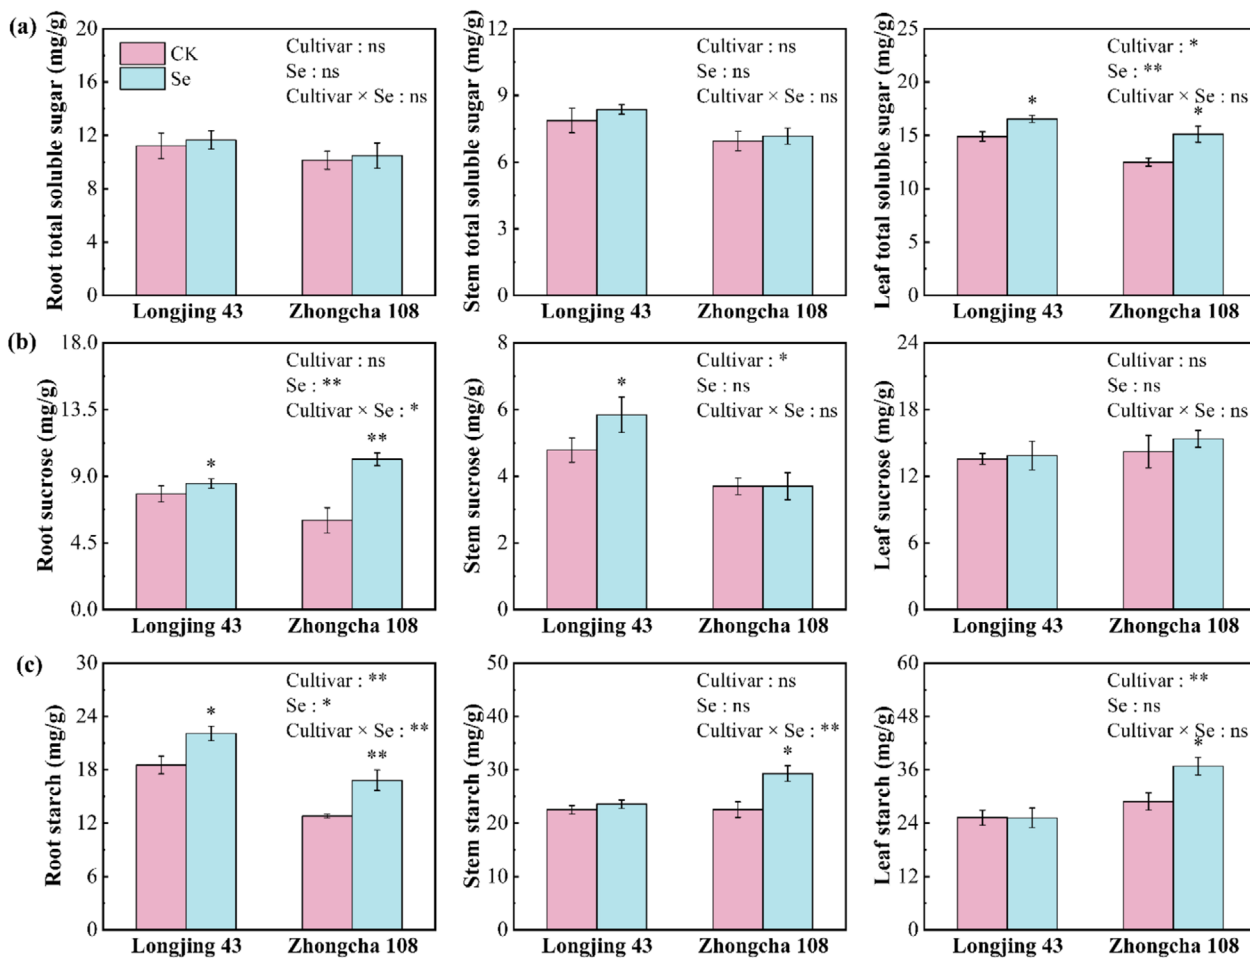 (a)
Root total soluble sugar (mg/g)
20
16
12
8
4
0
CK
Se
Cultivar : ns
Se : ns
Cultivar × Se : ns
Longjing 43
Zhongcha 108
Stem total soluble sugar (mg/g)
12
9
6
3
0
Cultivar : ns
Se : ns
Cultivar × Se : ns
Longjing 43
Zhongcha 108
Leaf total soluble sugar (mg/g)
25
20
15
10
5
0
Cultivar : *
Se : **
Cultivar × Se : ns
*
*
Longjing 43
Zhongcha 108
(b)
Root sucrose (mg/g)
18.0
13.5
9.0
4.5
0.0
Cultivar : ns
Se : **
Cultivar × Se : *
*
**
Longjing 43
Zhongcha 108
Stem sucrose (mg/g)
8
6
4
2
0
Cultivar : *
Se : ns
Cultivar × Se : ns
*
Longjing 43
Zhongcha 108
Leaf sucrose (mg/g)
24
18
12
6
0
Cultivar : ns
Se : ns
Cultivar × Se : ns
Longjing 43
Zhongcha 108
(c)
Root starch (mg/g)
30
24
18
12
6
0
Cultivar : **
Se : *
Cultivar × Se : **
*
**
Longjing 43
Zhongcha 108
Stem starch (mg/g)
50
40
30
20
10
0
Cultivar : ns
Se : ns
Cultivar × Se : **
*
Longjing 43
Zhongcha 108
Leaf starch (mg/g)
60
48
36
24
12
0
Cultivar : **
Se : ns
Cultivar × Se : ns
*
Longjing 43
Zhongcha 108